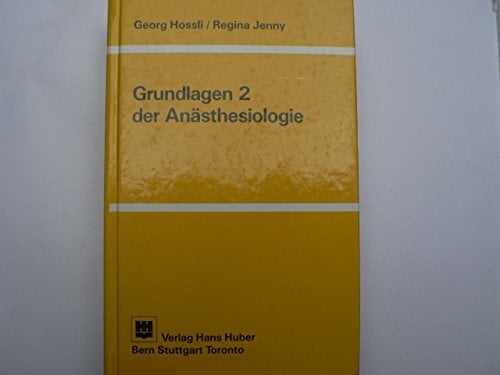 Georg Hossli / Regina Jenny
Grundlagen 2
der Anästhesiologie
Verlag Hans Huber
Bern Stuttgart Toronto